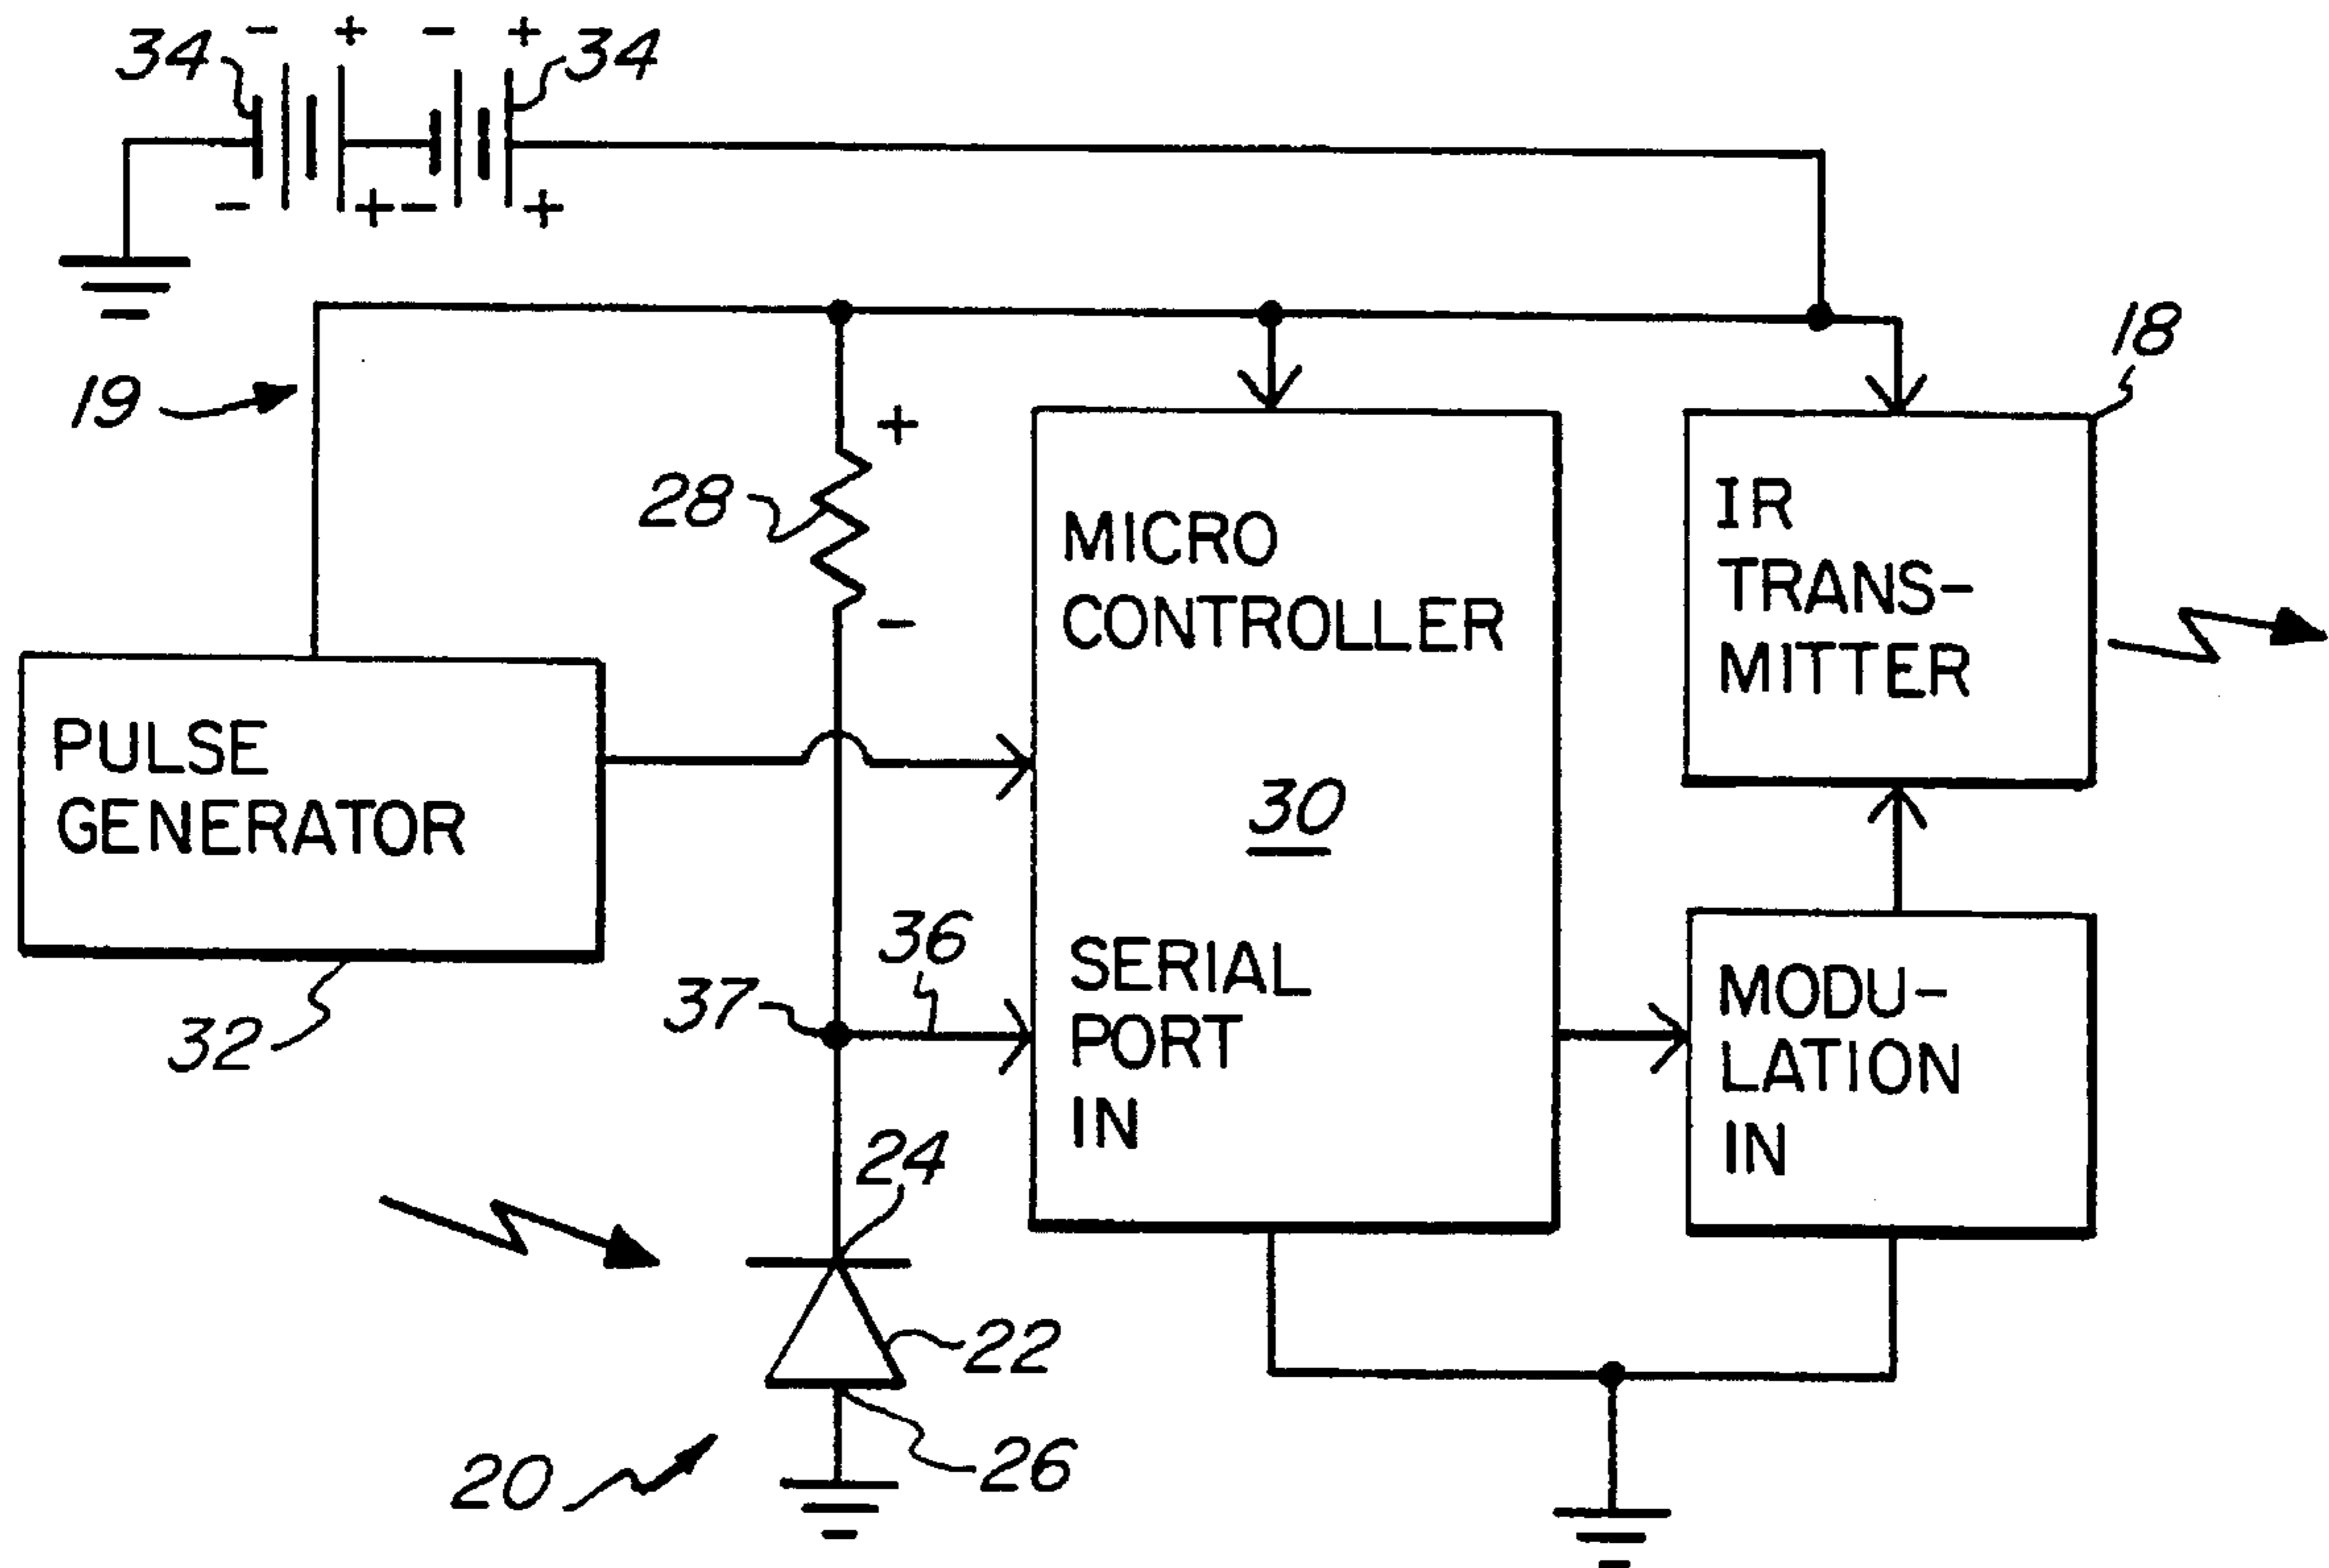 - + - +
34 34
- + - +
18
19
+
28
-
MICRO
CONTROLLER
30
SERIAL
PORT
IN
IR
TRANS-
MITTER
PULSE
GENERATOR
32
36
37
MODU-
LATION
IN
24
22
26
20